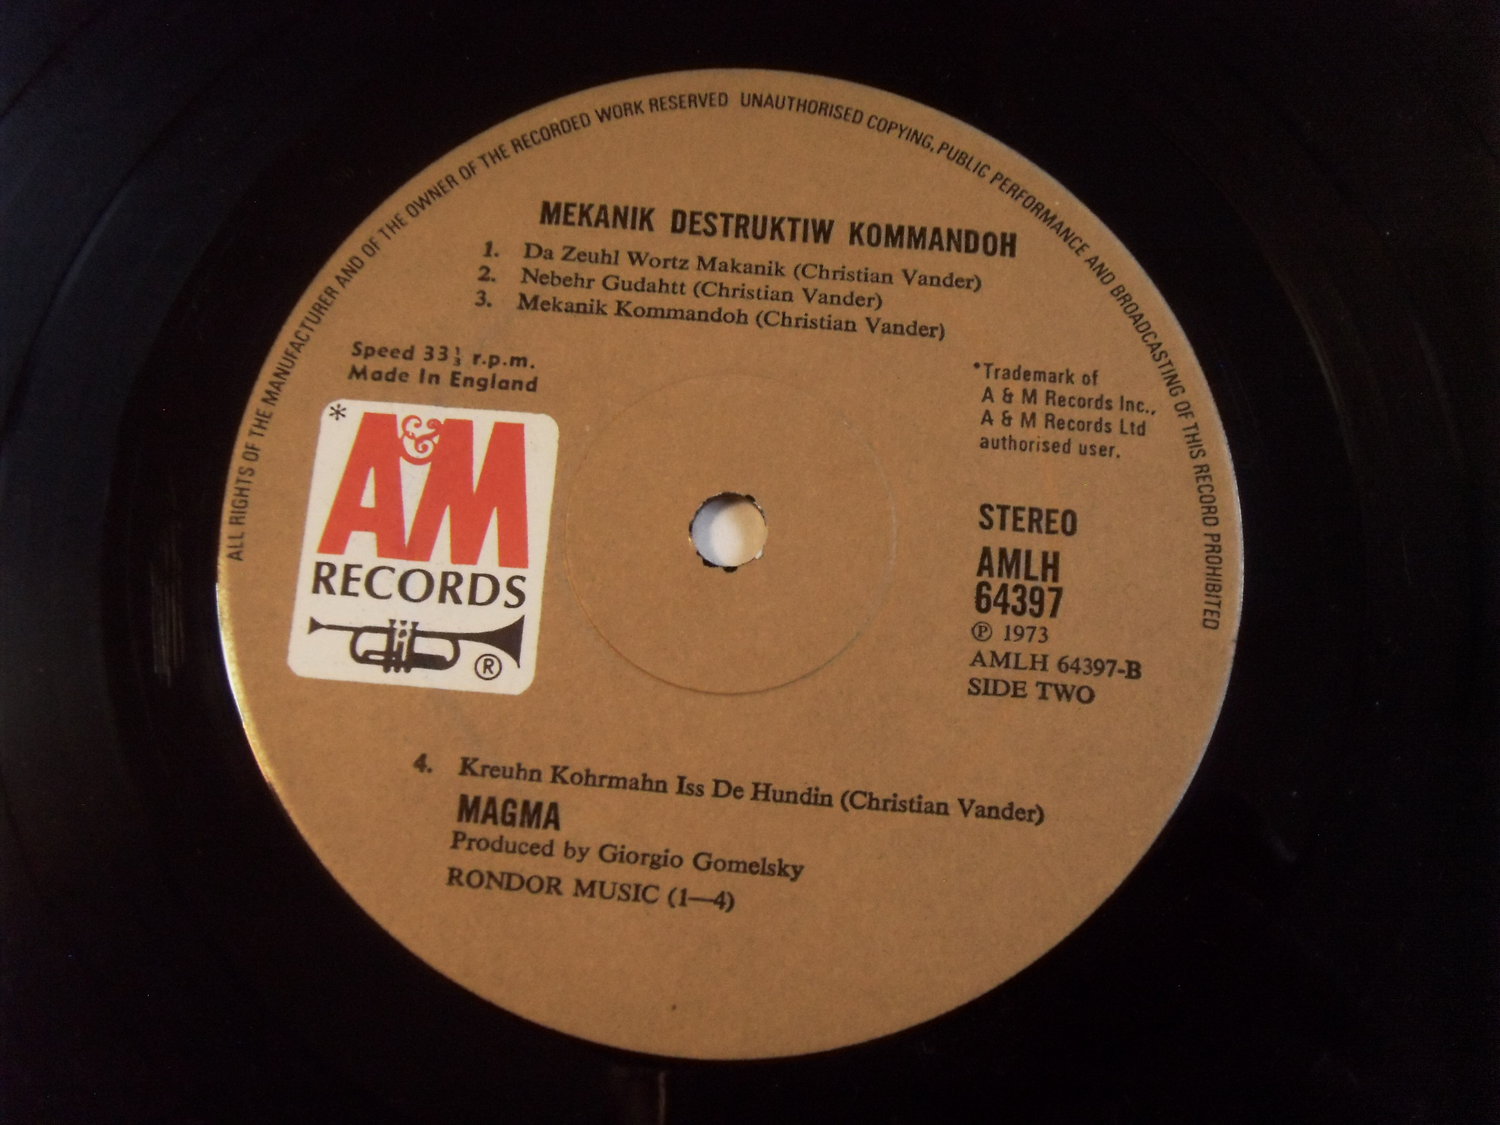 ALL RIGHTS OF THE MANUFACTURER AND OF THE OWNER OF THE RECORDED WORK RESERVED UNAUTHORISED COPYING, PUBLIC PERFORMANCE AND BROADCASTING OF THIS RECORD PROHIBITED
MEKANIK DESTRUKTIW KOMMANDOH
1. Da Zeuhl Wortz Makanik (Christian Vander)
2. Nebehr Gudahtt (Christian Vander)
3. Mekanik Kommandoh (Christian Vander)
Speed 33⅓ r.p.m.
Made In England
*Trademark of
A & M Records Inc.,
A & M Records Ltd
authorised user.
*
A&M
RECORDS
®
STEREO
AMLH
64397
℗ 1973
AMLH 64397-B
SIDE TWO
4. Kreuhn Kohrmahn Iss De Hundin (Christian Vander)
MAGMA
Produced by Giorgio Gomelsky
RONDOR MUSIC (1—4)